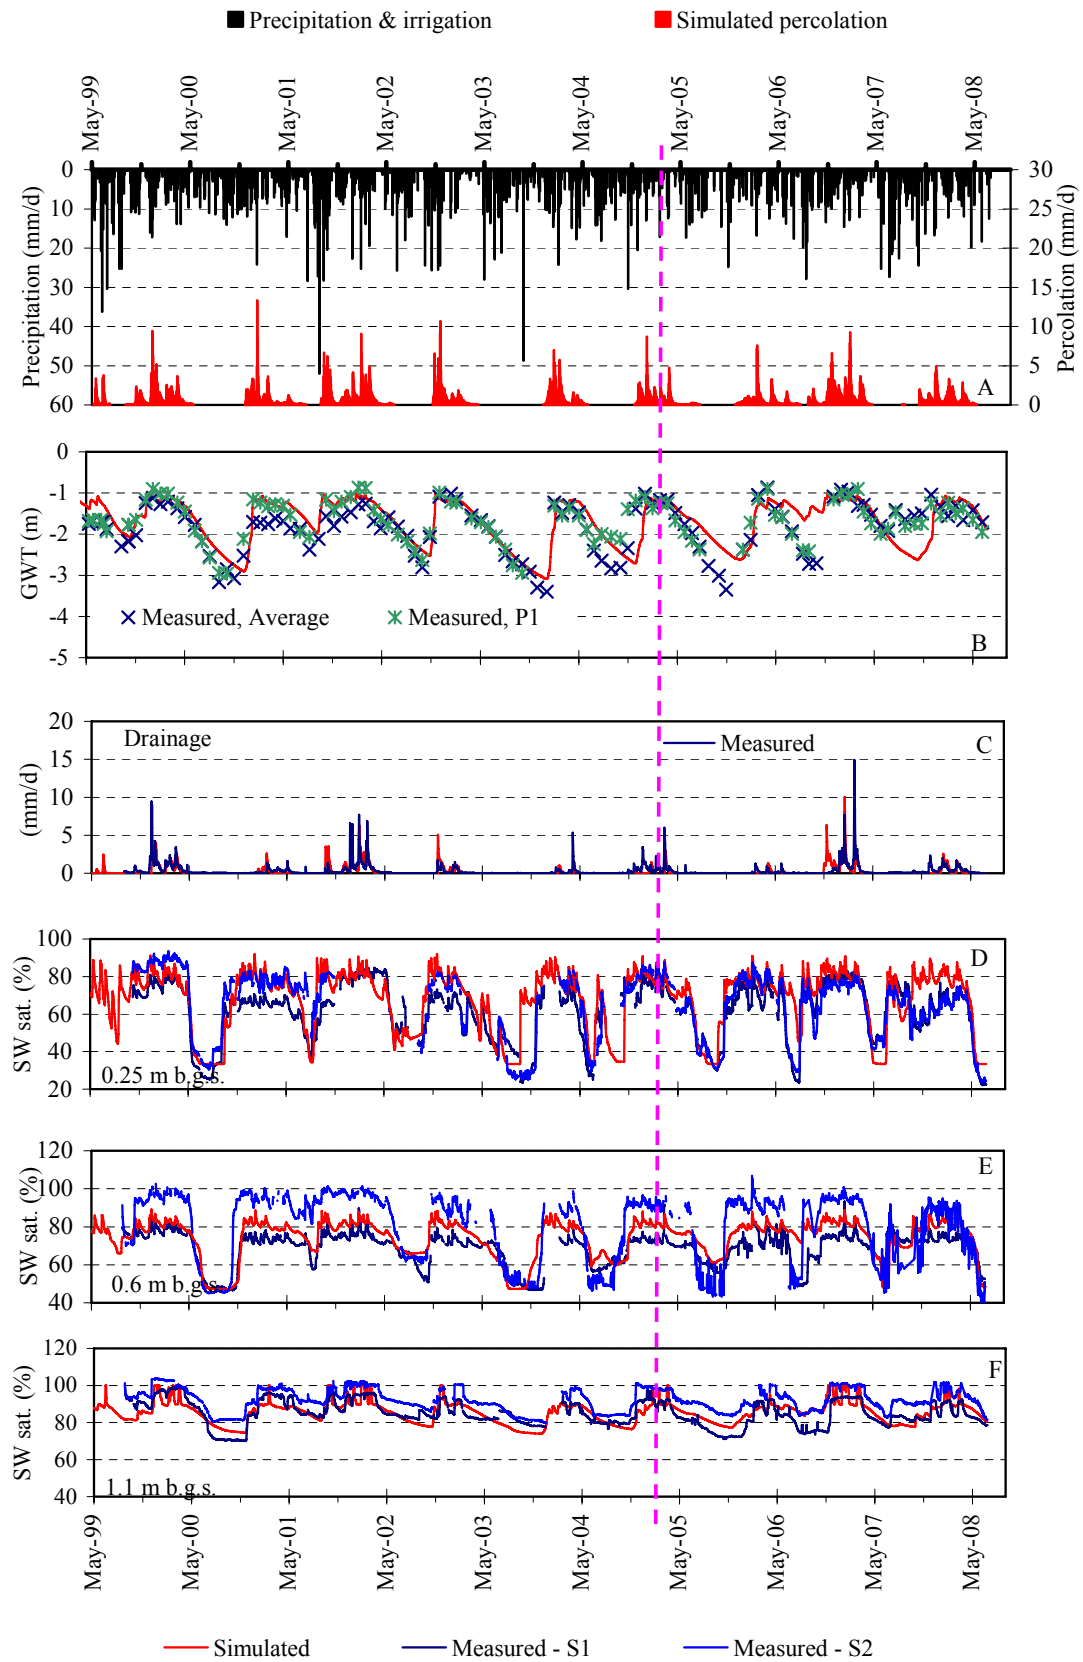 Precipitation & irrigation
Simulated percolation
May-99
May-00
May-01
May-02
May-03
May-04
May-05
May-06
May-07
May-08
Precipitation (mm/d)
0
10
20
30
40
50
60
30
25
20
15
10
5
0
Percolation (mm/d)
A
GWT (m)
0
-1
-2
-3
-4
-5
Measured, Average
Measured, P1
B
(mm/d)
20
15
10
5
0
Drainage
Measured
C
SW sat. (%)
100
80
60
40
20
0.25 m b.g.s.
D
SW sat. (%)
120
100
80
60
40
0.6 m b.g.s.
E
SW sat. (%)
120
100
80
60
40
1.1 m b.g.s.
F
May-99
May-00
May-01
May-02
May-03
May-04
May-05
May-06
May-07
May-08
Simulated
Measured - S1
Measured - S2